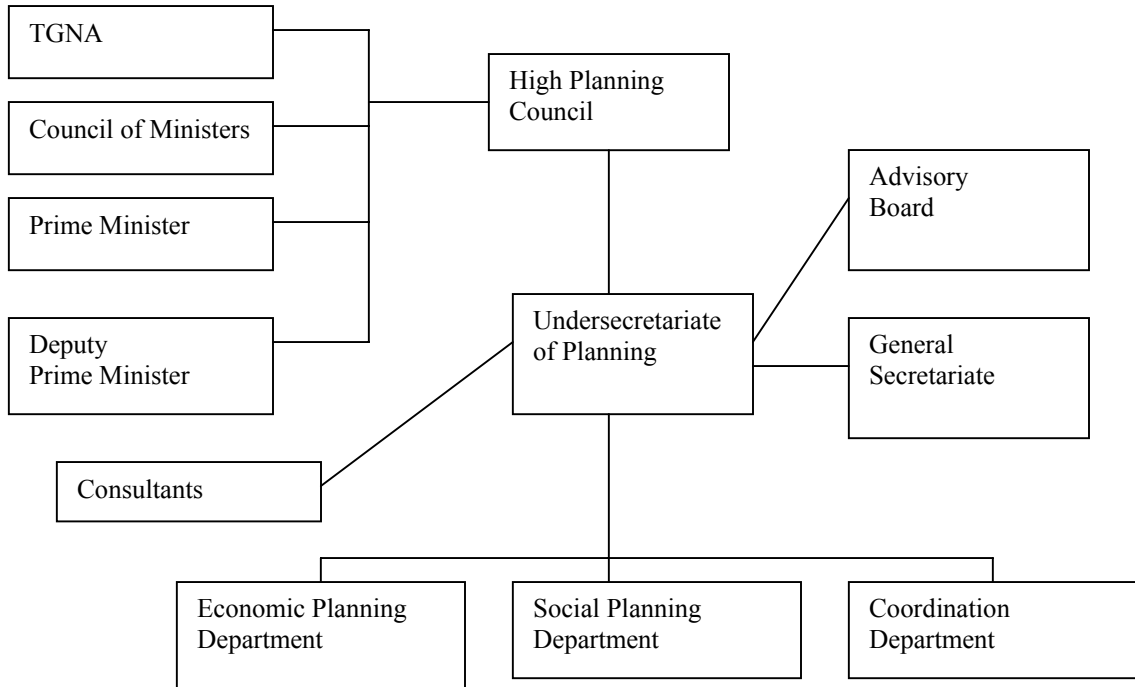 TGNA
Council of Ministers
Prime Minister
Deputy
Prime Minister
High Planning
Council
Advisory
Board
Undersecretariate
of Planning
General
Secretariate
Consultants
Economic Planning
Department
Social Planning
Department
Coordination
Department